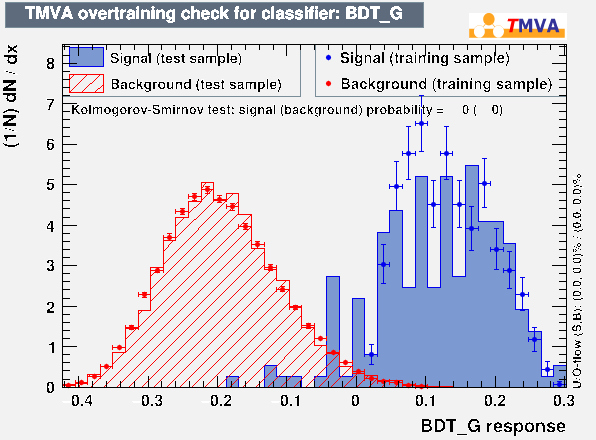 TMVA overtraining check for classifier: BDT_G
TMVA
(1/N) dN / dx
Signal (test sample)
Background (test sample)
Signal (training sample)
Background (training sample)
Kolmogorov-Smirnov test: signal (background) probability = 0 ( 0)
8
7
6
5
4
3
2
1
0
-0.4 -0.3 -0.2 -0.1 0 0.1 0.2 0.3
BDT_G response
U/O-flow (S,B): (0.0, 0.0)% / (0.0, 0.0)%